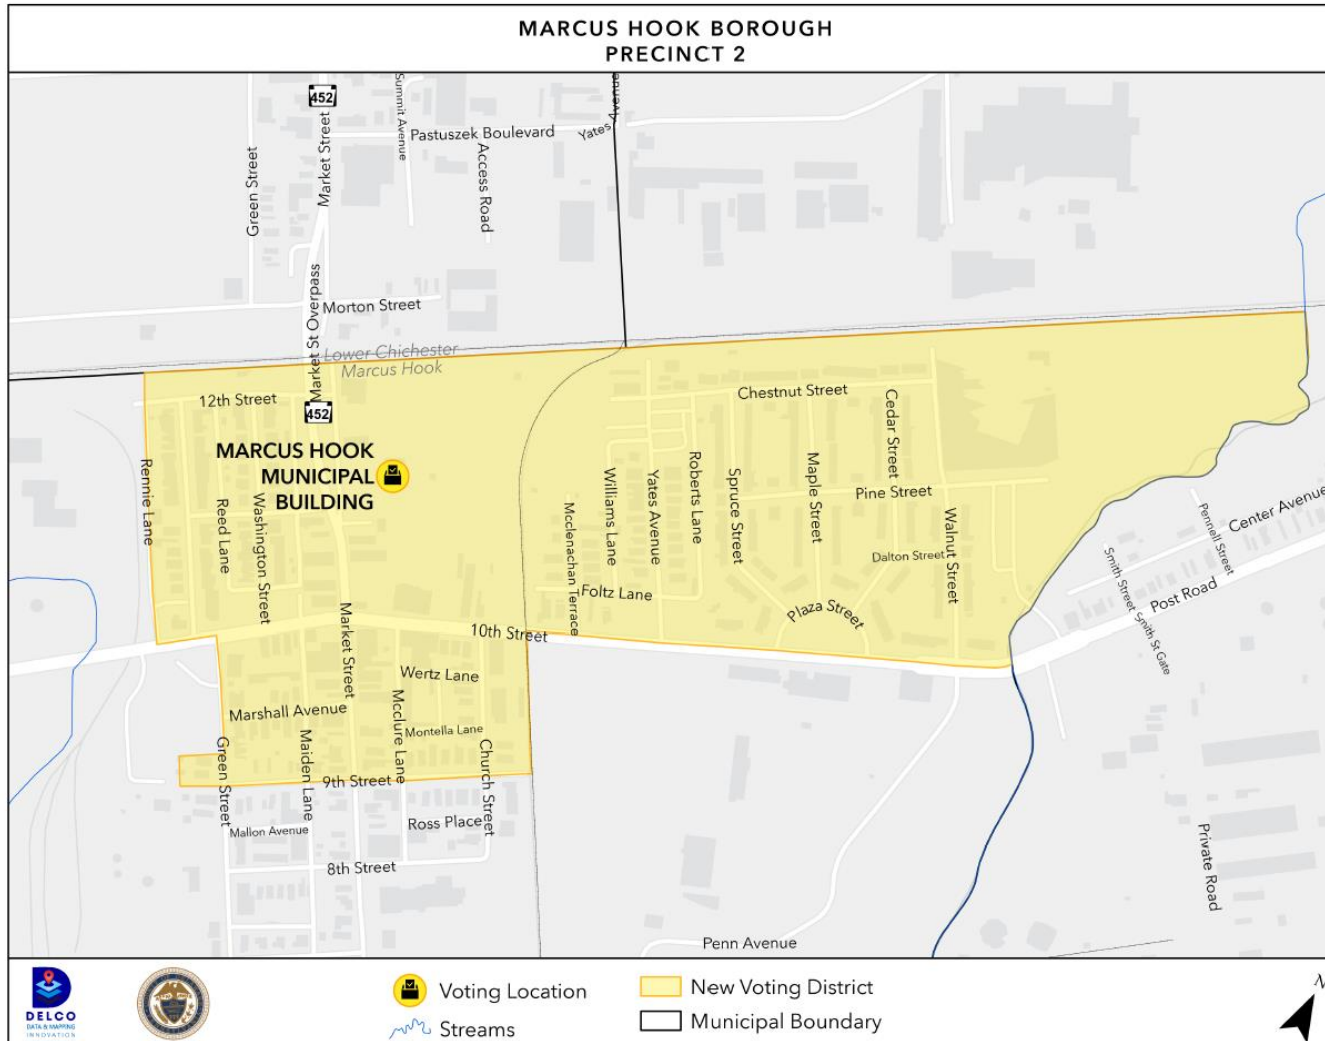 MARCUS HOOK BOROUGH
PRECINCT 2
452
Summit Avenue
Market Street
Pastuszek Boulevard
Yates Avenue
Access Road
Green Street
Market St Overpass
Morton Street
Lower Chichester
Marcus Hook
12th Street
452
Chestnut Street
Cedar Street
MARCUS HOOK
MUNICIPAL
BUILDING
Rennie Lane
Reed Lane
Washington Street
Mcclenachan Terrace
Williams Lane
Yates Avenue
Roberts Lane
Spruce Street
Maple Street
Pine Street
Walnut Street
Dalton Street
Pennell Street
Center Avenue
Smith Street
Smith St Gate
Post Road
Foltz Lane
Plaza Street
10th Street
Market Street
Wertz Lane
Mcclure Lane
Marshall Avenue
Montella Lane
Green Street
Maiden Lane
9th Street
Church Street
Mallon Avenue
Ross Place
8th Street
Private Road
Penn Avenue
DELCO
DATA & MAPPING
INNOVATION
Voting Location
Streams
New Voting District
Municipal Boundary
N